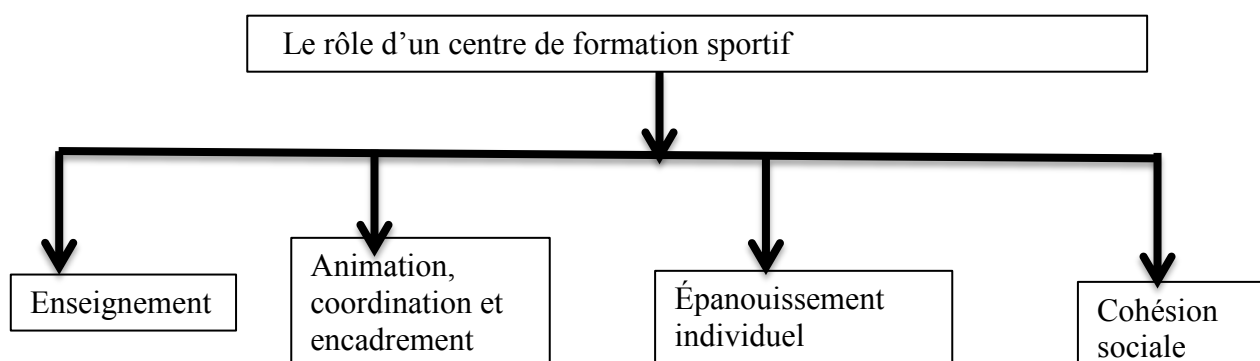 Le rôle d’un centre de formation sportif
Enseignement
Animation,
coordination et
encadrement
Épanouissement
individuel
Cohésion
sociale